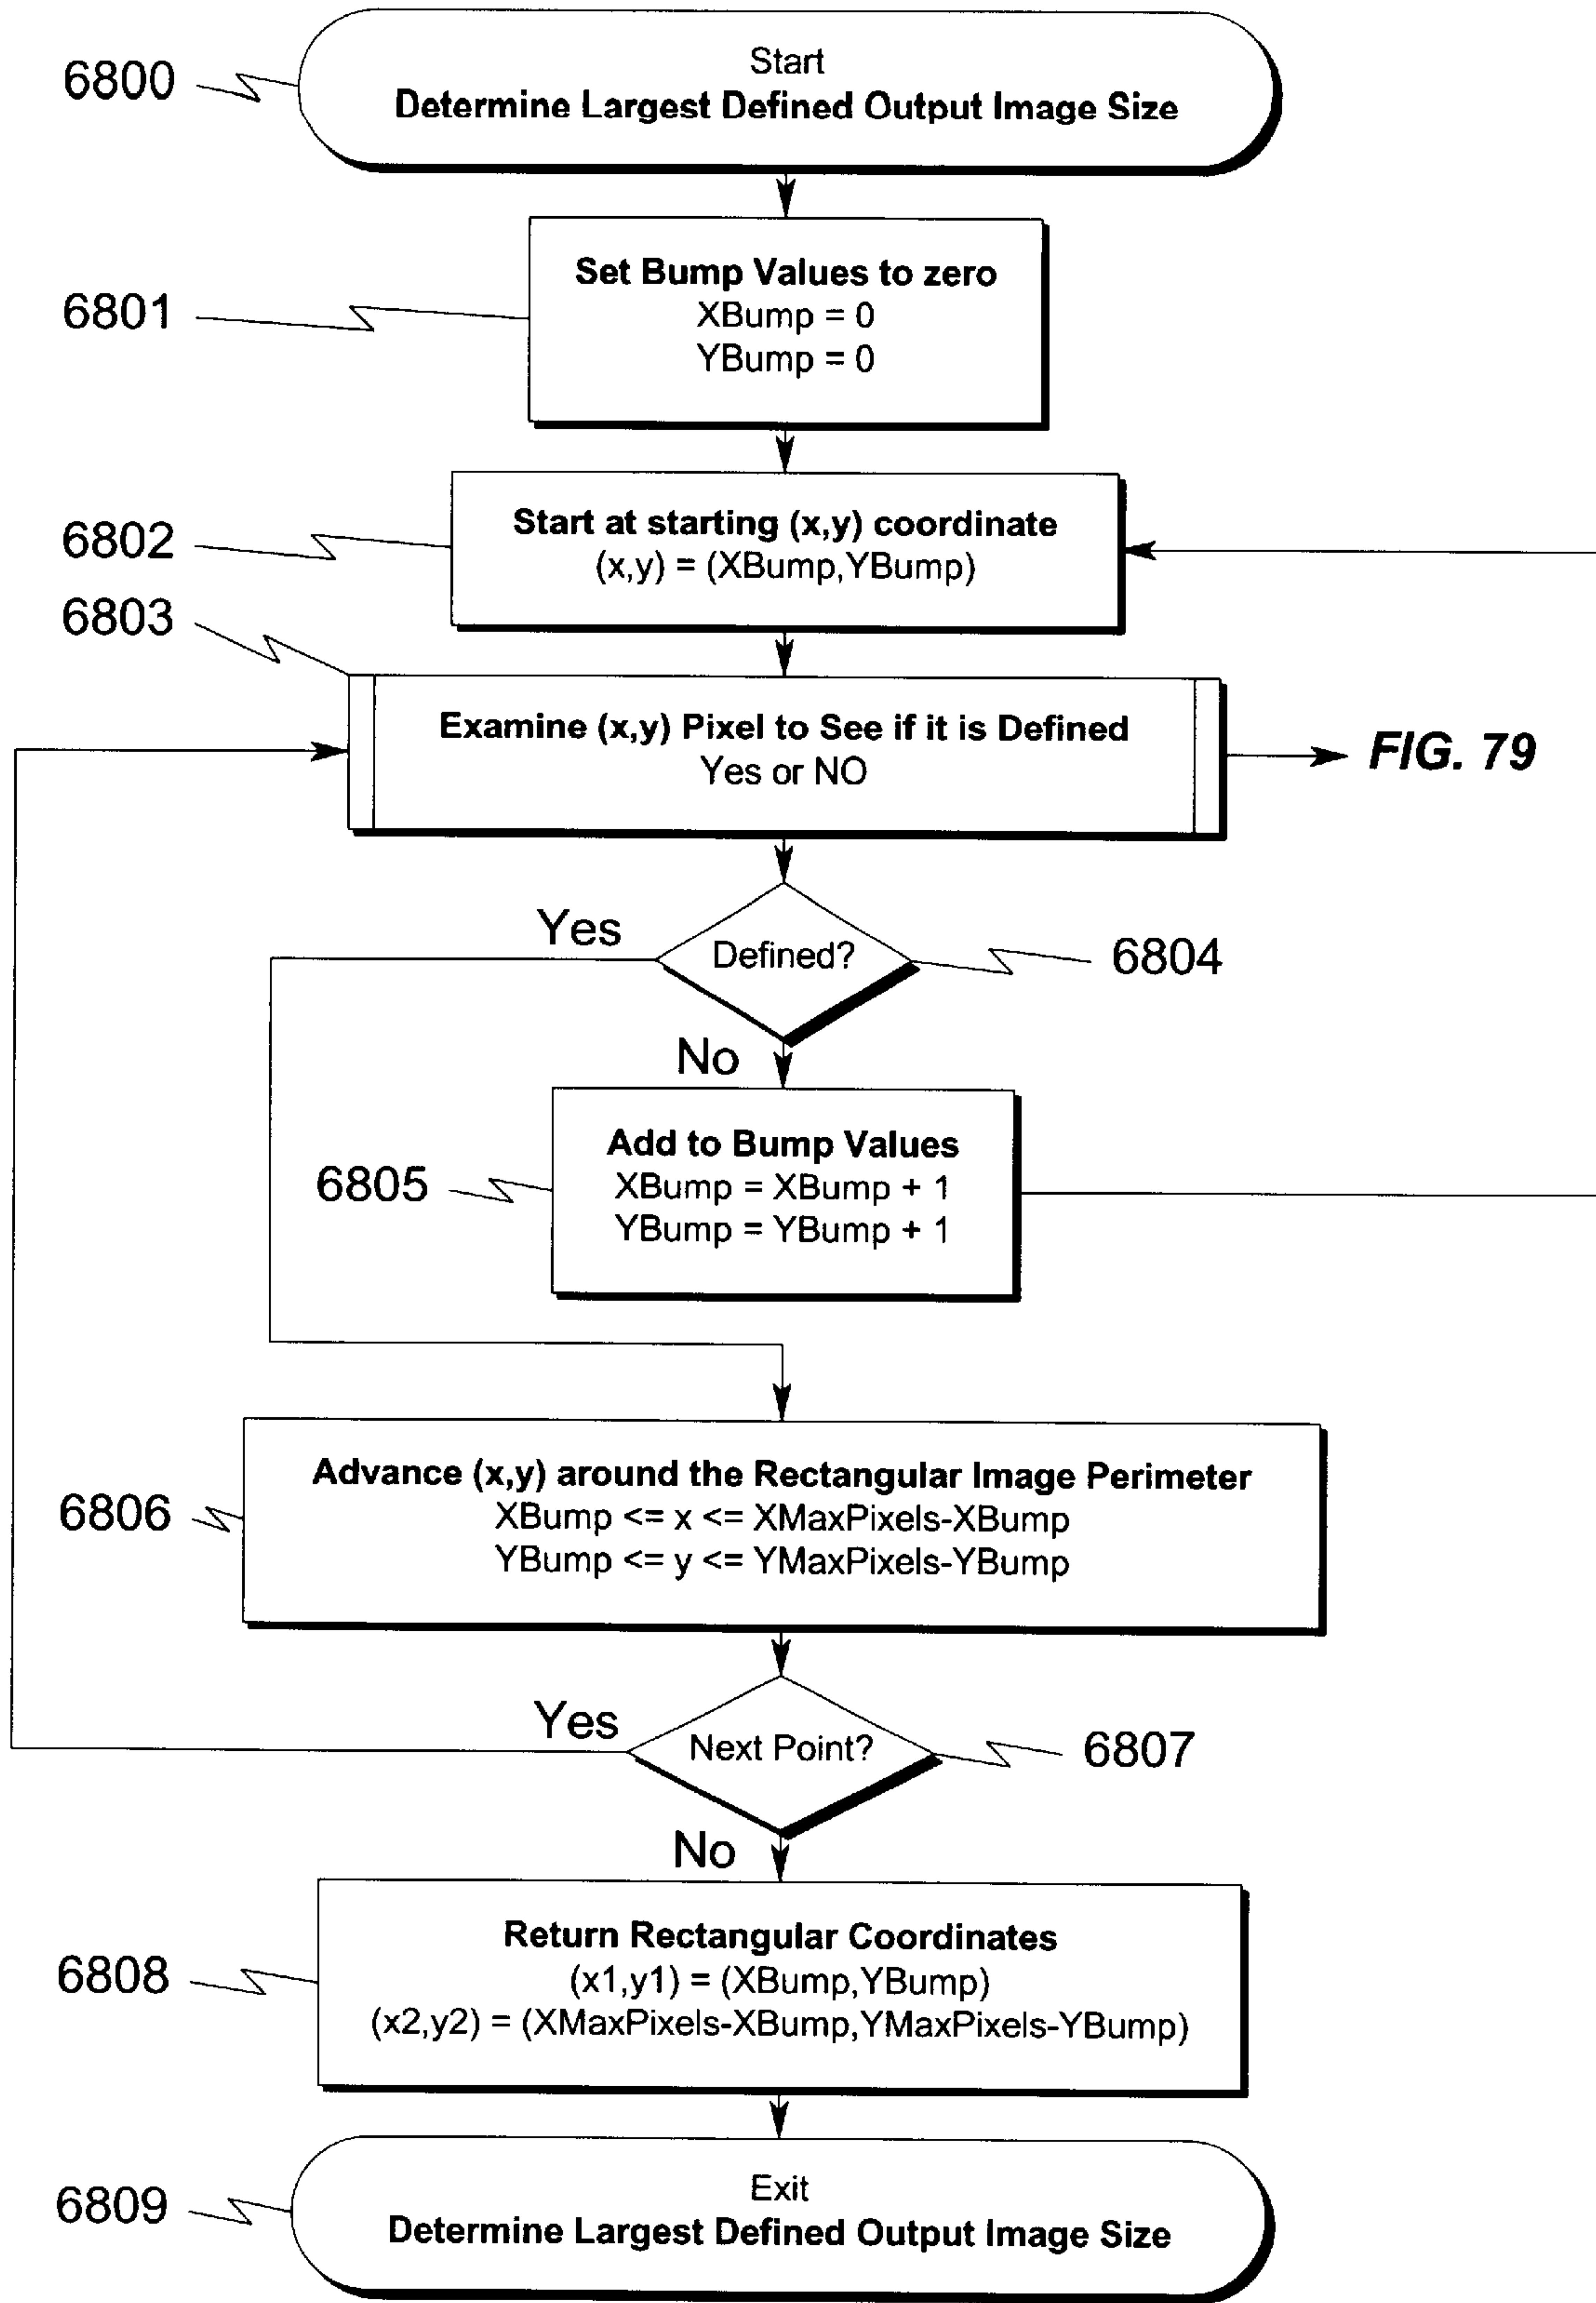 6800
Start
Determine Largest Defined Output Image Size
6801
Set Bump Values to zero
XBump = 0
YBump = 0
6802
Start at starting (x,y) coordinate
(x,y) = (XBump,YBump)
6803
Examine (x,y) Pixel to See if it is Defined
Yes or NO
FIG. 79
Yes
Defined?
6804
No
6805
Add to Bump Values
XBump = XBump + 1
YBump = YBump + 1
6806
Advance (x,y) around the Rectangular Image Perimeter
XBump <= x <= XMaxPixels-XBump
YBump <= y <= YMaxPixels-YBump
Yes
Next Point?
6807
No
6808
Return Rectangular Coordinates
(x1,y1) = (XBump,YBump)
(x2,y2) = (XMaxPixels-XBump,YMaxPixels-YBump)
6809
Exit
Determine Largest Defined Output Image Size